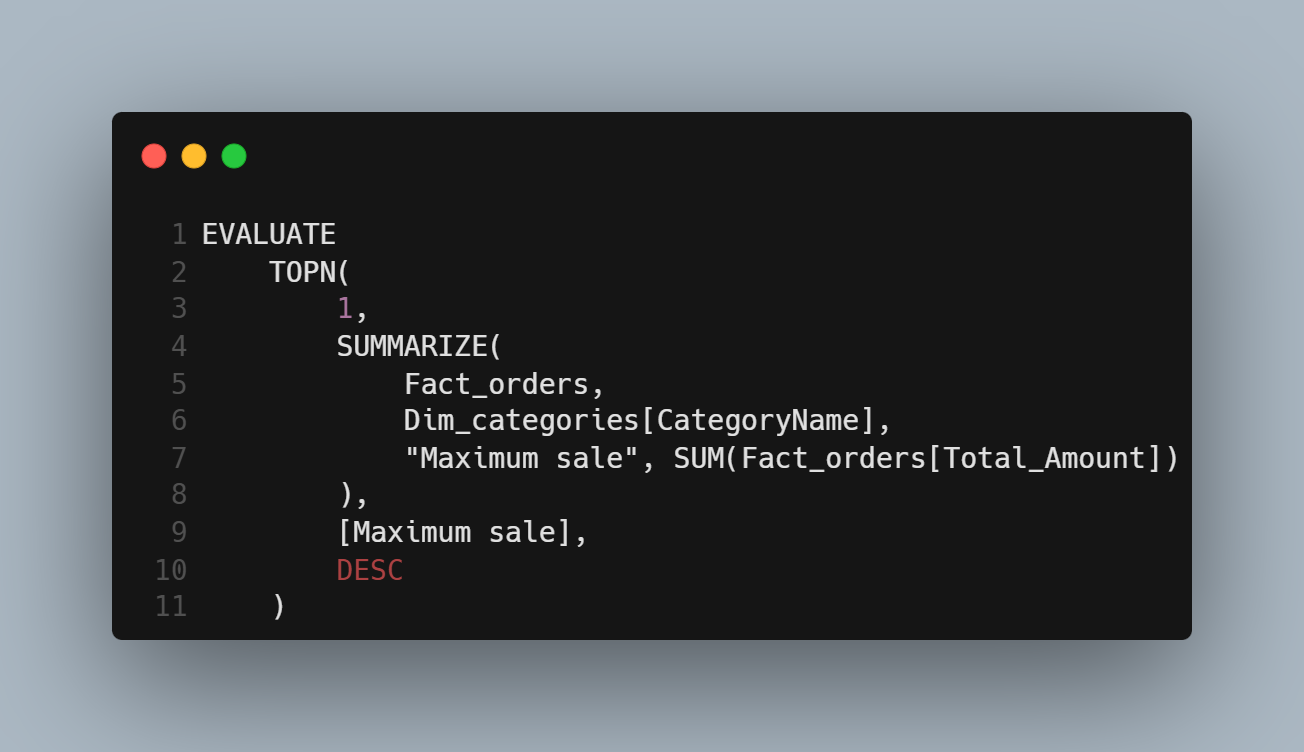 1 EVALUATE
2     TOPN(
3         1,
4         SUMMARIZE(
5             Fact_orders,
6             Dim_categories[CategoryName],
7             "Maximum sale", SUM(Fact_orders[Total_Amount])
8         ),
9         [Maximum sale],
10         DESC
11     )